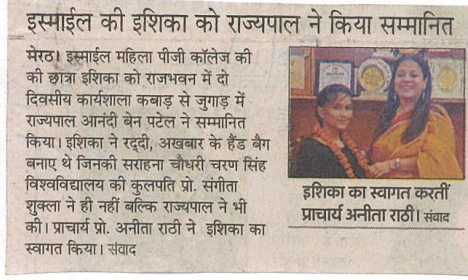 इस्माईल की इशिका को राज्यपाल ने किया सम्मानित
मेरठ। इस्माईल महिला पीजी कॉलेज की
की छात्रा इशिका को राजभवन में दो
दिवसीय कार्यशाला कबाड़ से जुगाड़ में
राज्यपाल आनंदी बेन पटेल ने सम्मानित
किया। इशिका ने रद्दी, अखबार के हैंड बैग
बनाए थे जिनकी सराहना चौधरी चरण सिंह
विश्वविद्यालय की कुलपति प्रो. संगीता
शुक्ला ने ही नहीं बल्कि राज्यपाल ने भी
की। प्राचार्य प्रो. अनीता राठी ने इशिका का
स्वागत किया। संवाद
इशिका का स्वागत करतीं
प्राचार्य अनीता राठी। संवाद